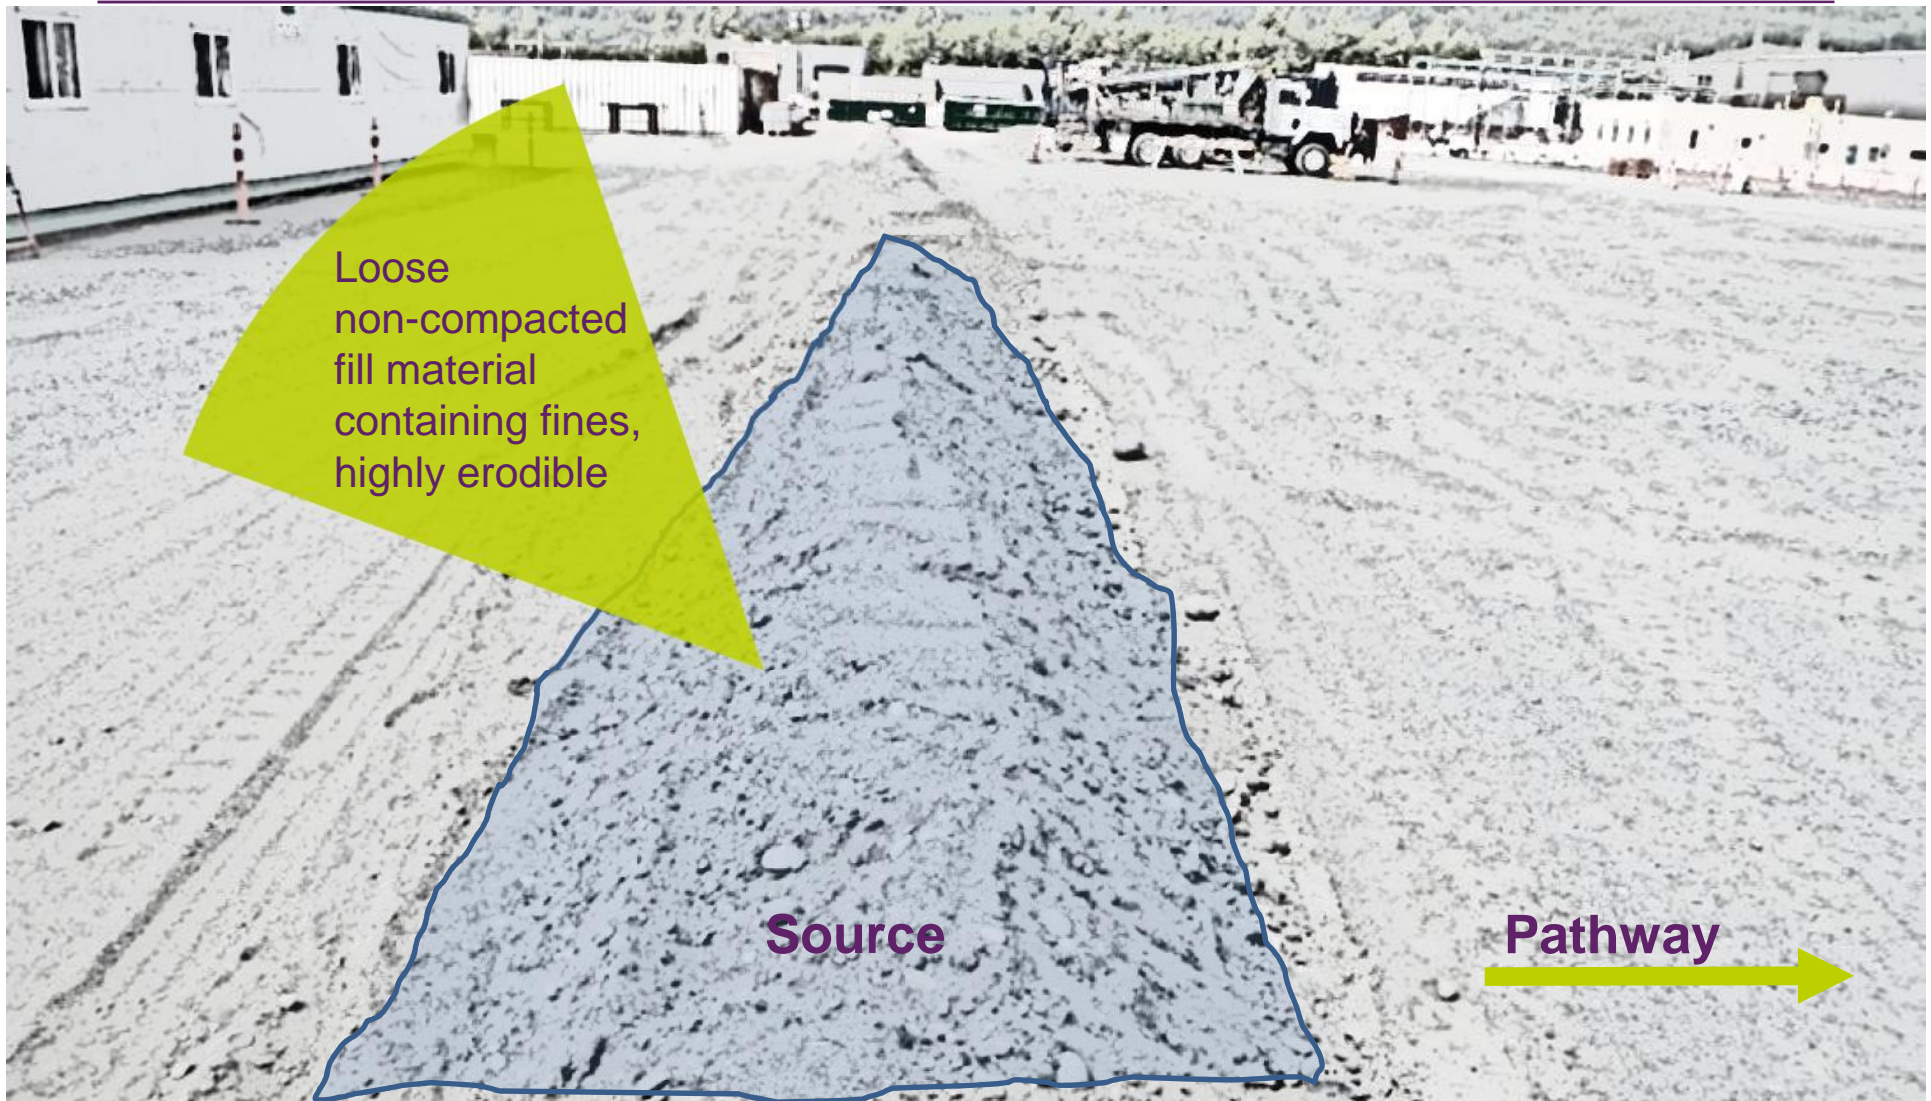 Loose
non-compacted
fill material
containing fines,
highly erodible
Source
Pathway